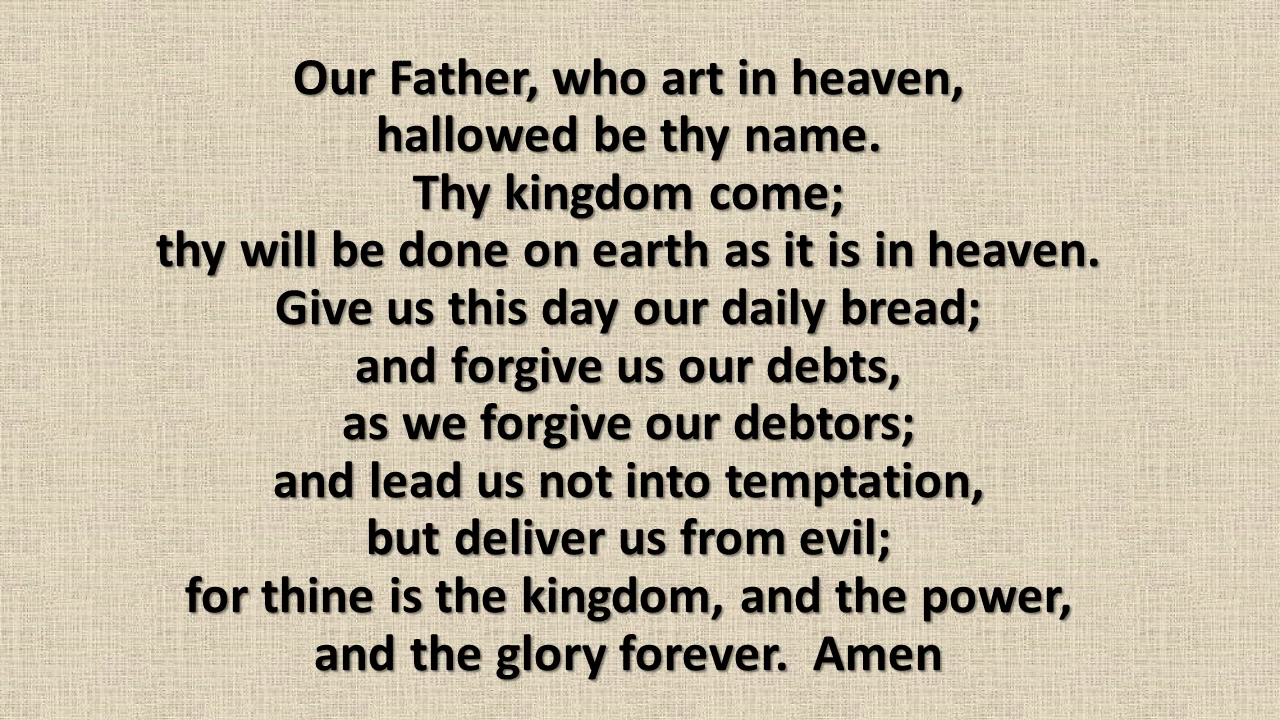 Our Father, who art in heaven,
hallowed be thy name.
Thy kingdom come;
thy will be done on earth as it is in heaven.
Give us this day our daily bread;
and forgive us our debts,
as we forgive our debtors;
and lead us not into temptation,
but deliver us from evil;
for thine is the kingdom, and the power,
and the glory forever.  Amen